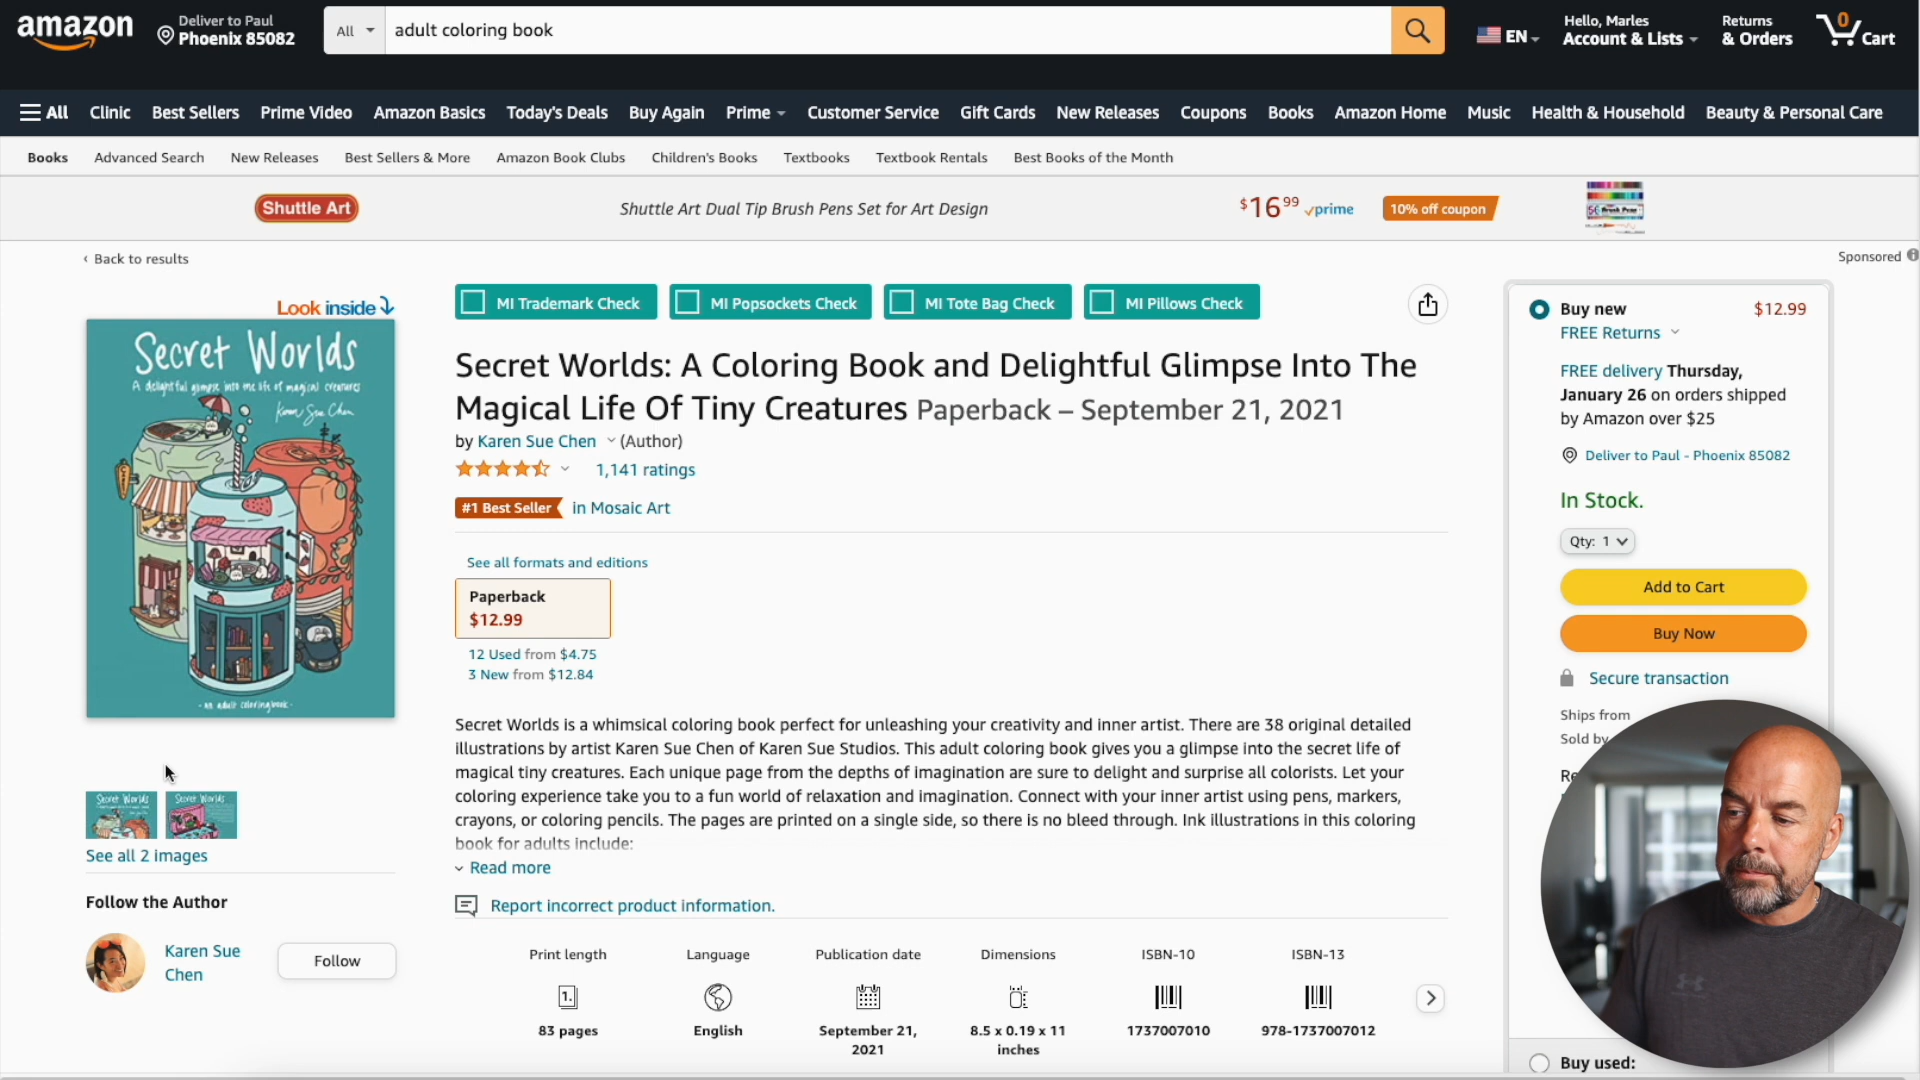 amazon
Deliver to Paul
Phoenix 85082
All
adult coloring book
EN
Hello, Marles
Account & Lists
Returns
& Orders
0
Cart
All
Clinic
Best Sellers
Prime Video
Amazon Basics
Today's Deals
Buy Again
Prime
Customer Service
Gift Cards
New Releases
Coupons
Books
Amazon Home
Music
Health & Household
Beauty & Personal Care
Books
Advanced Search
New Releases
Best Sellers & More
Amazon Book Clubs
Children's Books
Textbooks
Textbook Rentals
Best Books of the Month
Shuttle Art
Shuttle Art Dual Tip Brush Pens Set for Art Design
$16 99 prime
10% off coupon
‹ Back to results
Sponsored
Look inside
Secret Worlds
A delightful glimpse into the life of magical creatures
Karen Sue Chen
- an adult coloring book -
See all 2 images
Follow the Author
Karen Sue
Chen
Follow
MI Trademark Check
MI Popsockets Check
MI Tote Bag Check
MI Pillows Check
Secret Worlds: A Coloring Book and Delightful Glimpse Into The
Magical Life Of Tiny Creatures Paperback – September 21, 2021
by Karen Sue Chen (Author)
1,141 ratings
#1 Best Seller in Mosaic Art
See all formats and editions
Paperback
$12.99
12 Used from $4.75
3 New from $12.84
Secret Worlds is a whimsical coloring book perfect for unleashing your creativity and inner artist. There are 38 original detailed
illustrations by artist Karen Sue Chen of Karen Sue Studios. This adult coloring book gives you a glimpse into the secret life of
magical tiny creatures. Each unique page from the depths of imagination are sure to delight and surprise all colorists. Let your
coloring experience take you to a fun world of relaxation and imagination. Connect with your inner artist using pens, markers,
crayons, or coloring pencils. The pages are printed on a single side, so there is no bleed through. Ink illustrations in this coloring
book for adults include:
Read more
Report incorrect product information.
Print length
83 pages
Language
English
Publication date
September 21,
2021
Dimensions
8.5 x 0.19 x 11
inches
ISBN-10
1737007010
ISBN-13
978-1737007012
Buy new
$12.99
FREE Returns
FREE delivery Thursday,
January 26 on orders shipped
by Amazon over $25
Deliver to Paul - Phoenix 85082
In Stock.
Qty: 1
Add to Cart
Buy Now
Secure transaction
Ships from
Sold by
Buy used: